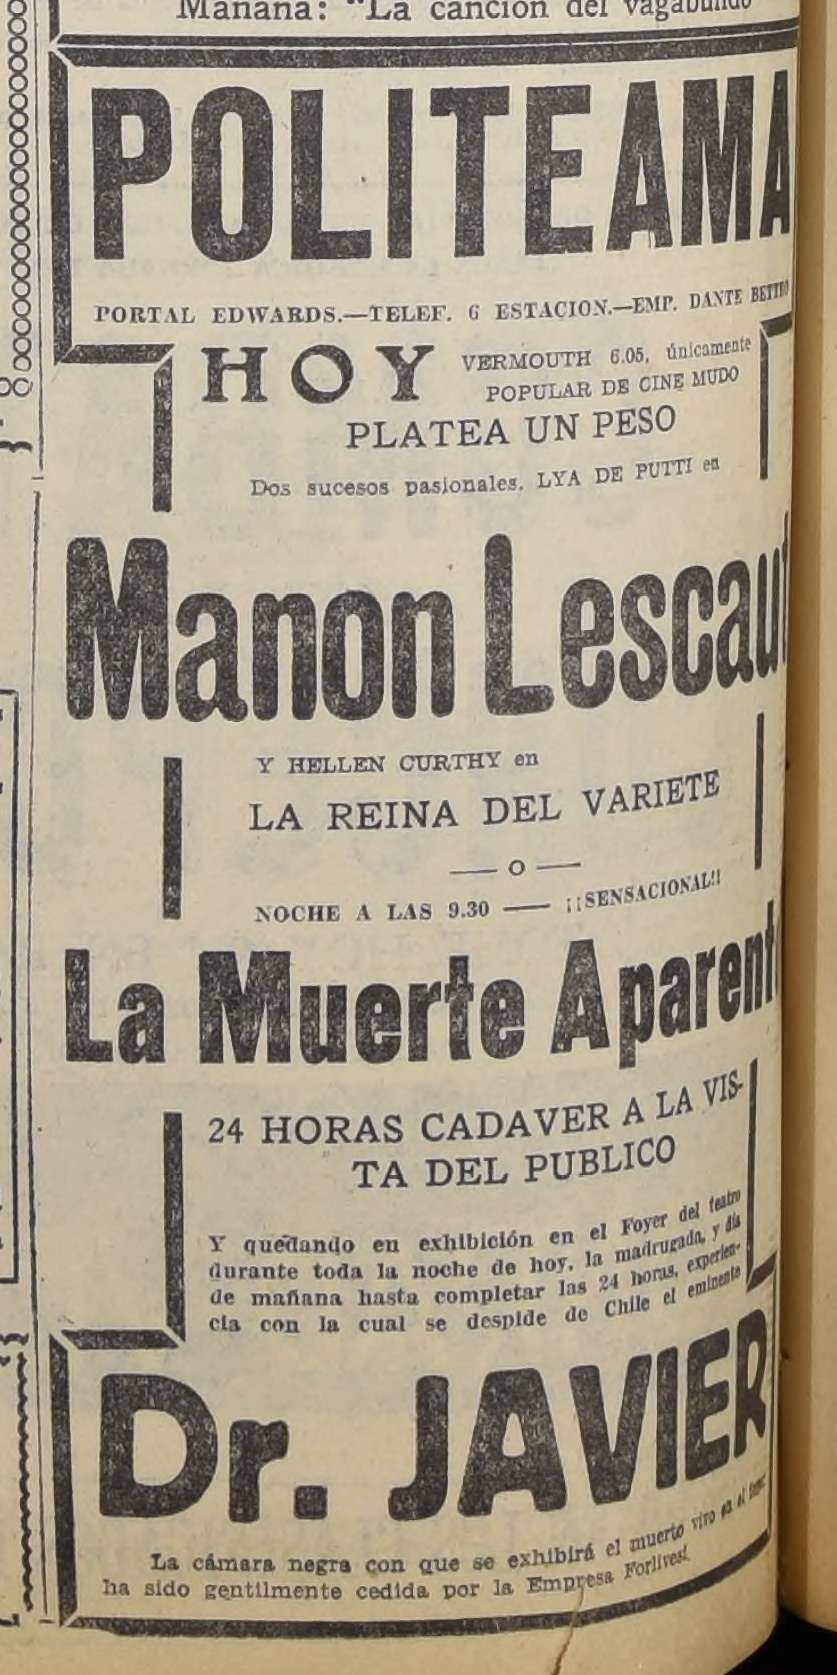 Mañana: "La canción del vagabundo
POLITEAMA
PORTAL EDWARDS.—TELEF. 6 ESTACION.—EMP. DANTE BETTEO
HOY
VERMOUTH 6.05, únicamente
POPULAR DE CINE MUDO
PLATEA UN PESO
Dos sucesos pasionales. LYA DE PUTTI en
Manon Lescaut
Y HELLEN CURTHY en
LA REINA DEL VARIETE
— o —
NOCHE A LAS 9.30 — ¡¡SENSACIONAL!!
La Muerte Aparente
24 HORAS CADAVER A LA VIS-
TA DEL PUBLICO
Y quedando en exhibición en el Foyer del teatro
durante toda la noche de hoy, la madrugada, y día
de mañana hasta completar las 24 horas, experien-
cia con la cual se despide de Chile el eminente
Dr. JAVIER
La cámara negra con que se exhibirá el muerto vivo en el
ha sido gentilmente cedida por la Empresa Forlivesi.